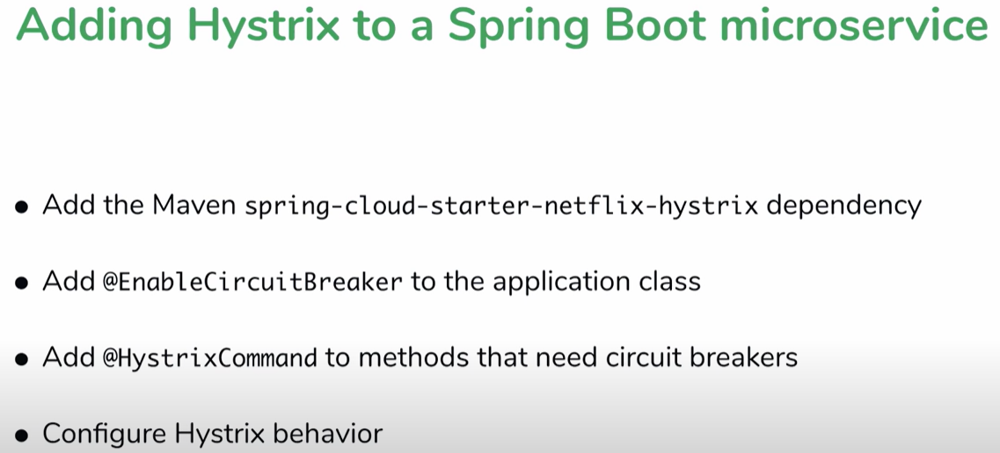 Adding Hystrix to a Spring Boot microservice
● Add the Maven spring-cloud-starter-netflix-hystrix dependency
● Add @EnableCircuitBreaker to the application class
● Add @HystrixCommand to methods that need circuit breakers
● Configure Hystrix behavior